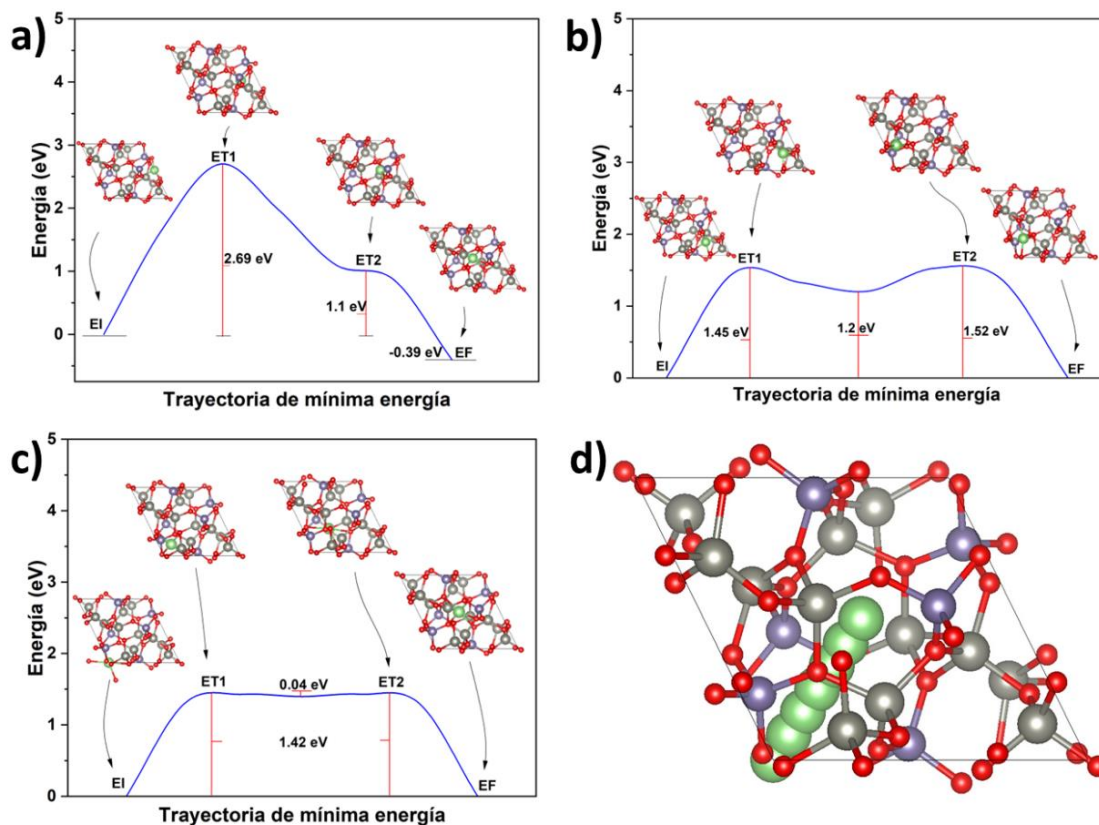 a)
Energía (eV)
5
4
3
2
1
0
EI
ET1
2.69 eV
ET2
1.1 eV
-0.39 eV
EF
Trayectoria de mínima energía
b)
Energía (eV)
5
4
3
2
1
0
EI
ET1
1.45 eV
1.2 eV
ET2
1.52 eV
EF
Trayectoria de mínima energía
c)
Energía (eV)
5
4
3
2
1
0
EI
ET1
0.04 eV
ET2
1.42 eV
EF
Trayectoria de mínima energía
d)